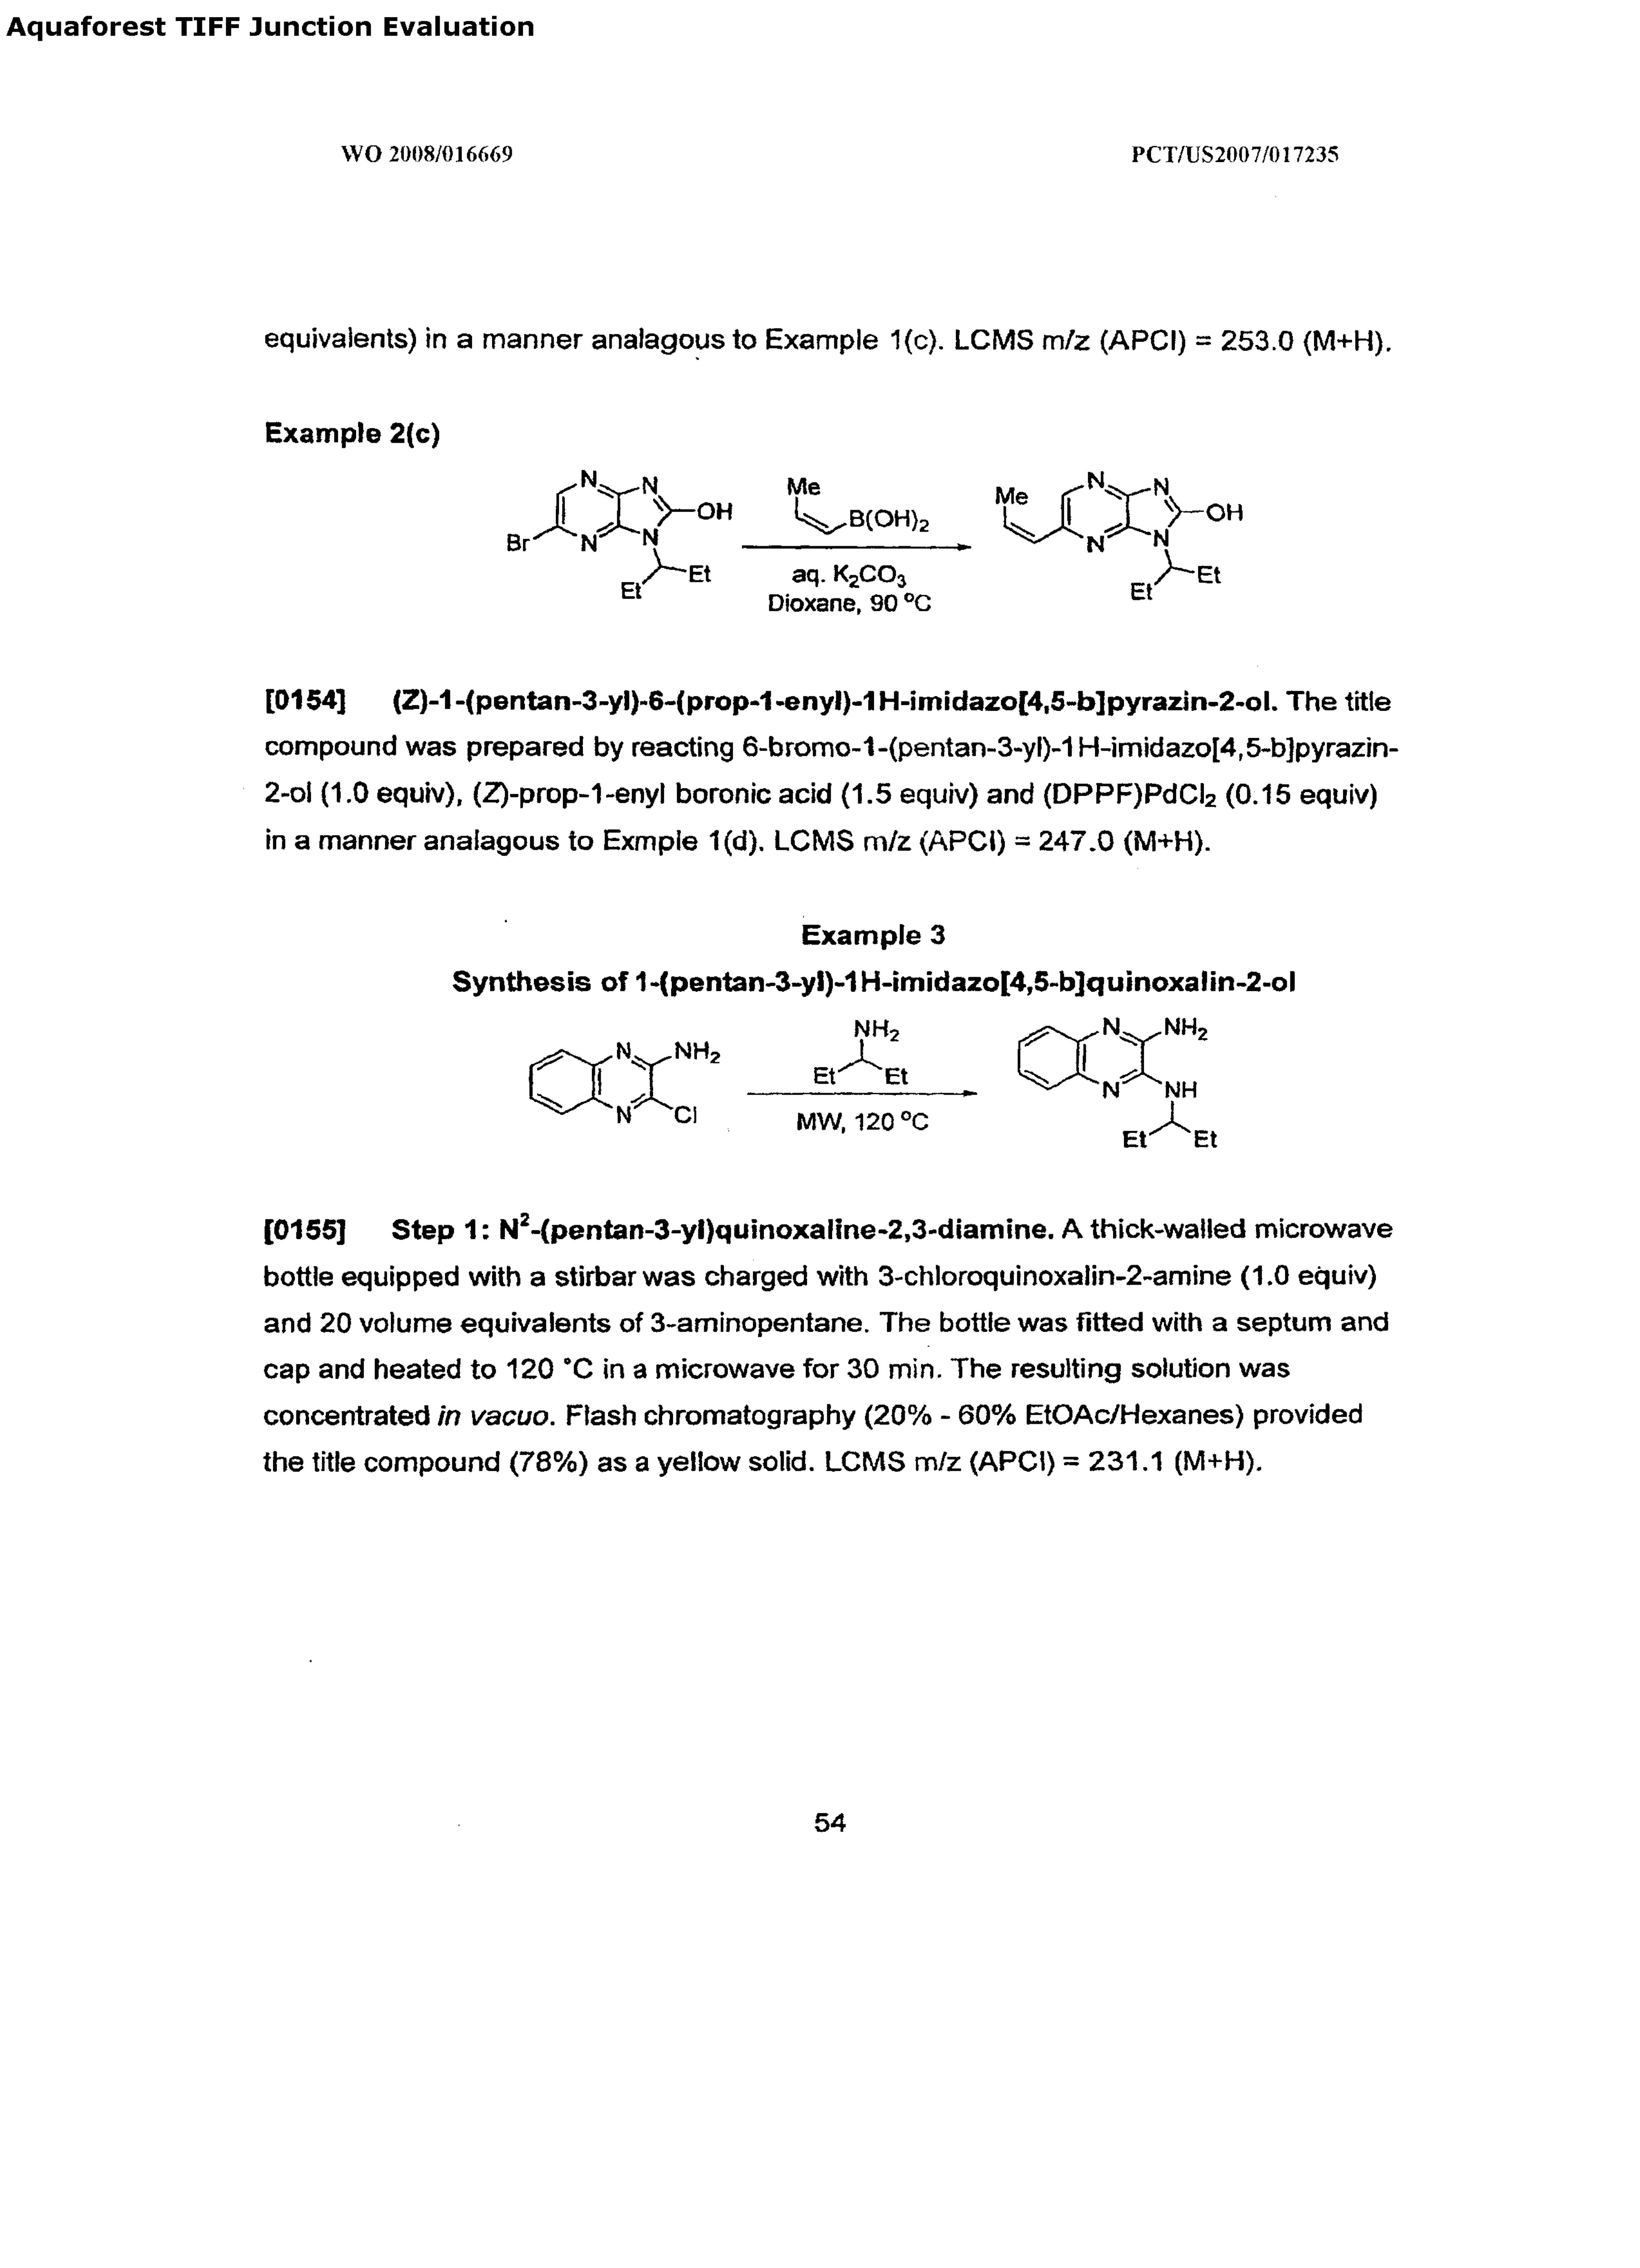 Aquaforest TIFF Junction Evaluation
WO 2008/016669 PCT/US2007/017235
equivalents) in a manner analagous to Example 1(c). LCMS m/z (APCI) = 253.0 (M+H).
Example 2(c)
N N OH Br N N Et Et
Me B(OH)2
aq. K2CO3
Dioxane, 90 °C
Me N N OH N N Et Et
[0154] (Z)-1-(pentan-3-yl)-6-(prop-1-enyl)-1H-imidazo[4,5-b]pyrazin-2-ol. The title
compound was prepared by reacting 6-bromo-1-(pentan-3-yl)-1H-imidazo[4,5-b]pyrazin-
2-ol (1.0 equiv), (Z)-prop-1-enyl boronic acid (1.5 equiv) and (DPPF)PdCl2 (0.15 equiv)
in a manner analagous to Exmple 1(d). LCMS m/z (APCI) = 247.0 (M+H).
Example 3
Synthesis of 1-(pentan-3-yl)-1H-imidazo[4,5-b]quinoxalin-2-ol
N NH2 N Cl
NH2
Et Et
MW, 120 °C
N NH2 N NH Et Et
[0155] Step 1: N2-(pentan-3-yl)quinoxaline-2,3-diamine. A thick-walled microwave
bottle equipped with a stirbar was charged with 3-chloroquinoxalin-2-amine (1.0 equiv)
and 20 volume equivalents of 3-aminopentane. The bottle was fitted with a septum and
cap and heated to 120 °C in a microwave for 30 min. The resulting solution was
concentrated in vacuo. Flash chromatography (20% - 60% EtOAc/Hexanes) provided
the title compound (78%) as a yellow solid. LCMS m/z (APCI) = 231.1 (M+H).
54